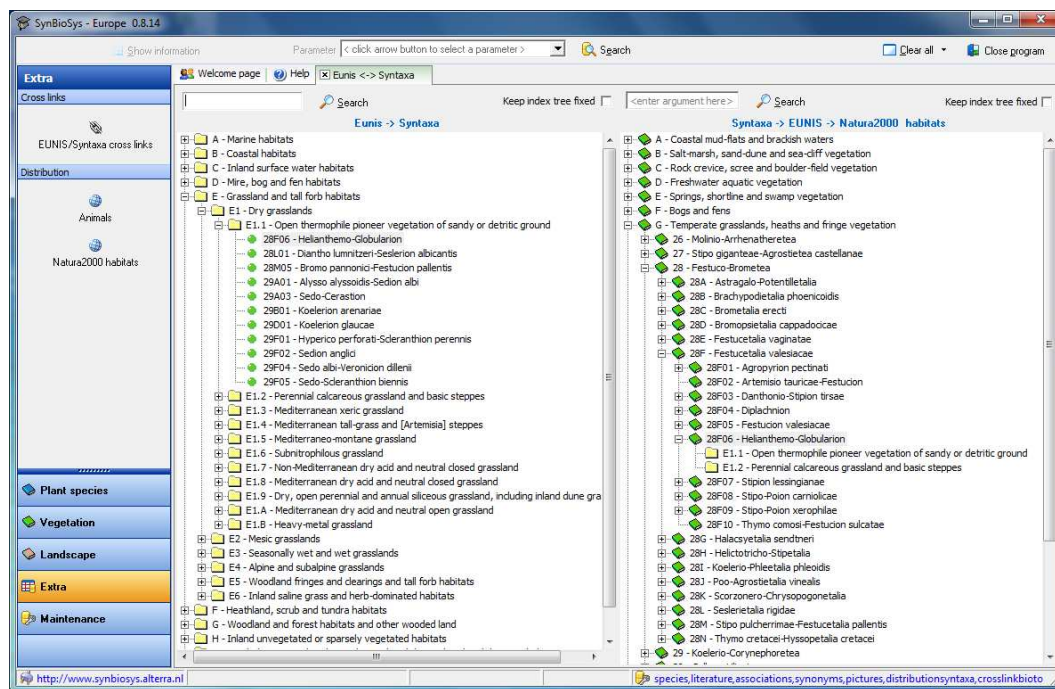 SynBioSys - Europe 0.8.14
Show information
Parameter < click arrow button to select a parameter >
Search
Clear all
Close program
Extra
Cross links
EUNIS/Syntaxa cross links
Distribution
Animals
Natura2000 habitats
Plant species
Vegetation
Landscape
Extra
Maintenance
Welcome page
Help
Eunis <-> Syntaxa
Search
Keep index tree fixed
Eunis -> Syntaxa
A - Marine habitats
B - Coastal habitats
C - Inland surface water habitats
D - Mire, bog and fen habitats
E - Grassland and tall forb habitats
E1 - Dry grasslands
E1.1 - Open thermophile pioneer vegetation of sandy or detritic ground
28F06 - Helianthemo-Globularion
28L01 - Diantho lumnitzeri-Seslerion albicantis
28M05 - Bromo pannonici-Festucion pallentis
29A01 - Alysso alyssoidis-Sedion albi
29A03 - Sedo-Cerastion
29B01 - Koelerion arenariae
29D01 - Koelerion glaucae
29F01 - Hyperico perforati-Scleranthion perennis
29F02 - Sedion anglici
29F04 - Sedo albi-Veronicion dillenii
29F05 - Sedo-Scleranthion biennis
E1.2 - Perennial calcareous grassland and basic steppes
E1.3 - Mediterranean xeric grassland
E1.4 - Mediterranean tall-grass and [Artemisia] steppes
E1.5 - Mediterraneo-montane grassland
E1.6 - Subnitrophilous grassland
E1.7 - Non-Mediterranean dry acid and neutral closed grassland
E1.8 - Mediterranean dry acid and neutral closed grassland
E1.9 - Dry, open perennial and annual siliceous grassland, including inland dune gra
E1.A - Mediterranean dry acid and neutral open grassland
E1.B - Heavy-metal grassland
E2 - Mesic grasslands
E3 - Seasonally wet and wet grasslands
E4 - Alpine and subalpine grasslands
E5 - Woodland fringes and clearings and tall forb habitats
E6 - Inland saline grass and herb-dominated habitats
F - Heathland, scrub and tundra habitats
G - Woodland and forest habitats and other wooded land
H - Inland unvegetated or sparsely vegetated habitats
<enter argument here>
Search
Keep index tree fixed
Syntaxa -> EUNIS -> Natura2000 habitats
A - Coastal mud-flats and brackish waters
B - Salt-marsh, sand-dune and sea-cliff vegetation
C - Rock crevice, scree and boulder-field vegetation
D - Freshwater aquatic vegetation
E - Springs, shortline and swamp vegetation
F - Bogs and fens
G - Temperate grasslands, heaths and fringe vegetation
26 - Molinio-Arrhenatheretea
27 - Stipo giganteae-Agrostietea castellanae
28 - Festuco-Brometea
28A - Astragalo-Potentilletalia
28B - Brachypodietalia phoenicoidis
28C - Brometalia erecti
28D - Bromopsietalia cappadocicae
28E - Festucetalia vaginatae
28F - Festucetalia valesiacae
28F01 - Agropyrion pectinati
28F02 - Artemisio tauricae-Festucion
28F03 - Danthonio-Stipion tirsae
28F04 - Diplachnion
28F05 - Festucion valesiacae
28F06 - Helianthemo-Globularion
E1.1 - Open thermophile pioneer vegetation of sandy or detritic ground
E1.2 - Perennial calcareous grassland and basic steppes
28F07 - Stipion lessingianae
28F08 - Stipo-Poion carniolicae
28F09 - Stipo-Poion xerophilae
28F10 - Thymo comosi-Festucion sulcatae
28G - Halacsyetalia sendtneri
28H - Helictotricho-Stipetalia
28I - Koelerio-Phleetalia phleoidis
28J - Poo-Agrostietalia vinealis
28K - Scorzonero-Chrysopogonetalia
28L - Seslerietalia rigidae
28M - Stipo pulcherrimae-Festucetalia pallentis
28N - Thymo cretacei-Hyssopetalia cretacei
29 - Koelerio-Corynephoretea
http://www.synbiosys.alterra.nl
species,literature,associations,synonyms,pictures,distributionsyntaxa,crosslinkbioto